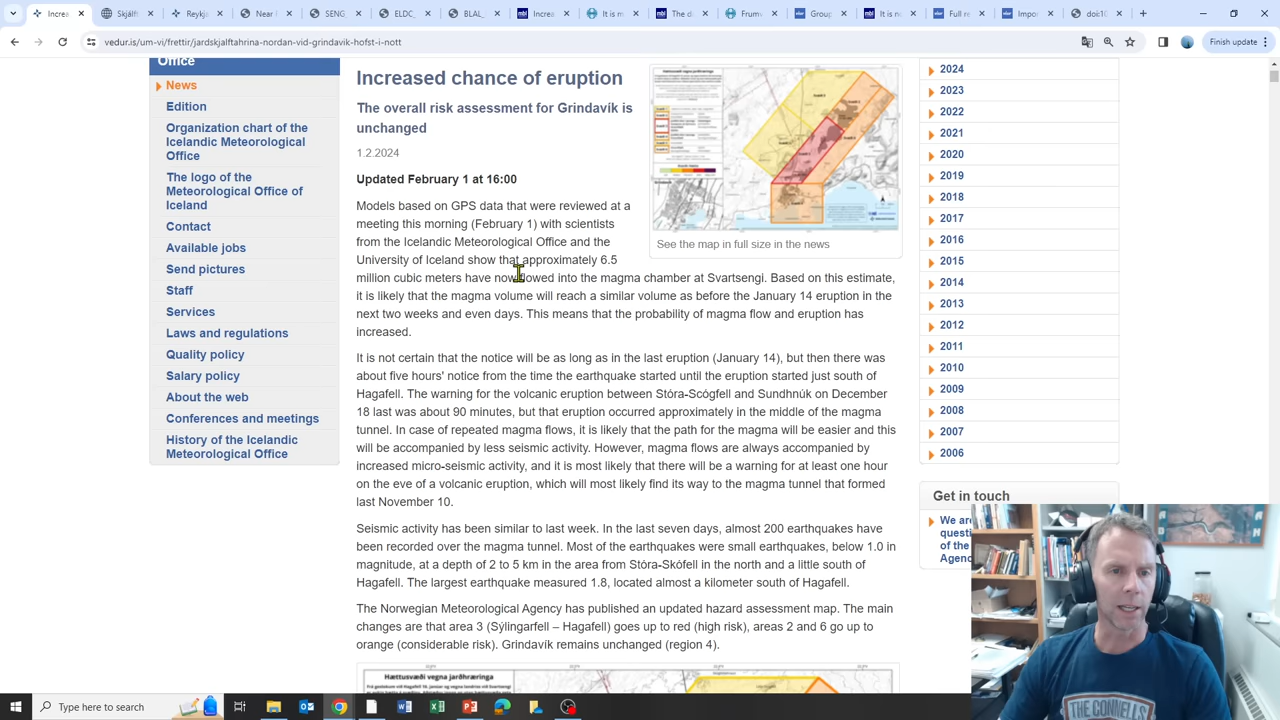 SENG
ELDC
mbl
mbl
mbl
Impo
Finish update
vedur.is/um-vi/frettir/jardskjalftahrina-nordan-vid-grindavik-hofst-i-nott
Office
News
Edition
Organization chart of the
Icelandic Meteorological
Office
The logo of the
Meteorological Office of
Iceland
Contact
Available jobs
Send pictures
Staff
Services
Laws and regulations
Quality policy
Salary policy
About the web
Conferences and meetings
History of the Icelandic
Meteorological Office
Increased chance of eruption
The overall risk assessment for Grindavík is
unchanged
Updated February 1 at 16:00
Models based on GPS data that were reviewed at a
meeting this morning (February 1) with scientists
from the Icelandic Meteorological Office and the
University of Iceland show that approximately 6.5
million cubic meters have now flowed into the magma chamber at Svartsengi. Based on this estimate,
it is likely that the magma volume will reach a similar volume as before the January 14 eruption in the
next two weeks and even days. This means that the probability of magma flow and eruption has
increased.
It is not certain that the notice will be as long as in the last eruption (January 14), but then there was
about five hours' notice from the time the earthquake started until the eruption started just south of
Hagafell. The warning for the volcanic eruption between Stóra-Scógfell and Sundhnúk on December
18 last was about 90 minutes, but that eruption occurred approximately in the middle of the magma
tunnel. In case of repeated magma flows, it is likely that the path for the magma will be easier and this
will be accompanied by less seismic activity. However, magma flows are always accompanied by
increased micro-seismic activity, and it is most likely that there will be a warning for at least one hour
on the eve of a volcanic eruption, which will most likely find its way to the magma tunnel that formed
last November 10.
Seismic activity has been similar to last week. In the last seven days, almost 200 earthquakes have
been recorded over the magma tunnel. Most of the earthquakes were small earthquakes, below 1.0 in
magnitude, at a depth of 2 to 5 km in the area from Stóra-Skófell in the north and a little south of
Hagafell. The largest earthquake measured 1.8, located almost a kilometer south of Hagafell.
The Norwegian Meteorological Agency has published an updated hazard assessment map. The main
changes are that area 3 (Sýlingarfell – Hagafell) goes up to red (high risk), areas 2 and 6 go up to
orange (considerable risk). Grindavík remains unchanged (region 4).
Hættusvæði vegna jarðhræringa
See the map in full size in the news
2024
2023
2022
2021
2020
2019
2018
2017
2016
2015
2014
2013
2012
2011
2010
2009
2008
2007
2006
Get in touch
We are
questi
of the
Agenc
THE CONNELLS
Type here to search